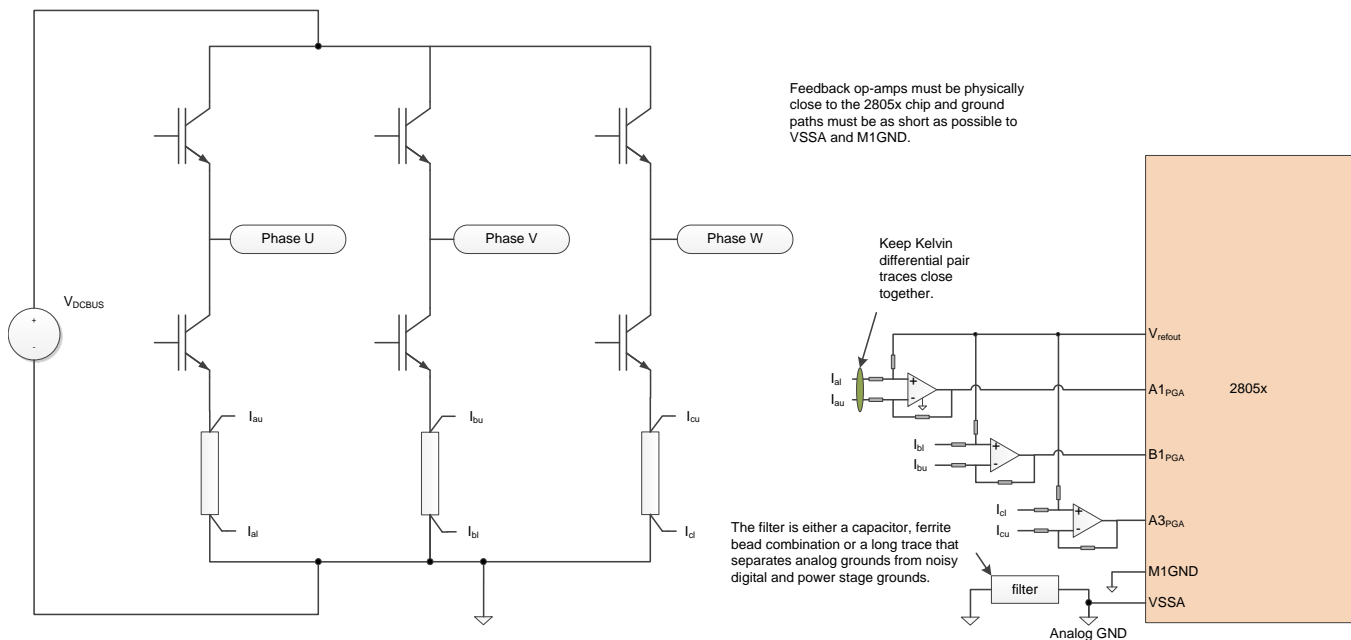 Feedback op-amps must be physically
close to the 2805x chip and ground
paths must be as short as possible to
VSSA and M1GND.
Phase U
Phase V
Phase W
Keep Kelvin
differential pair
traces close
together.
VDCBUS
+
-
Vrefout
Ial
+
A1PGA
2805x
Iau
-
Iau
Ibu
Icu
Ibl
+
B1PGA
Ibu
-
Icl
+
A3PGA
Icu
-
Ial
Ibl
Icl
The filter is either a capacitor, ferrite
bead combination or a long trace that
separates analog grounds from noisy
digital and power stage grounds.
M1GND
filter
VSSA
Analog GND